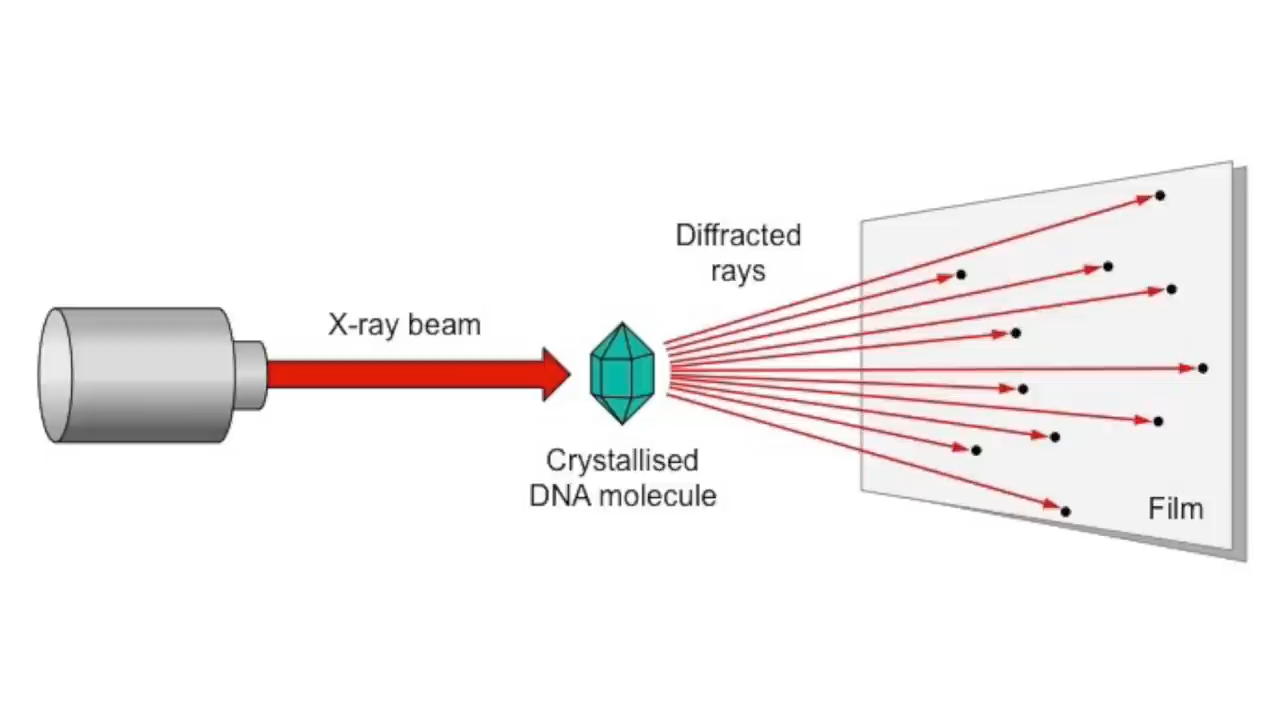 X-ray beam
Diffracted
rays
Crystallised
DNA molecule
Film